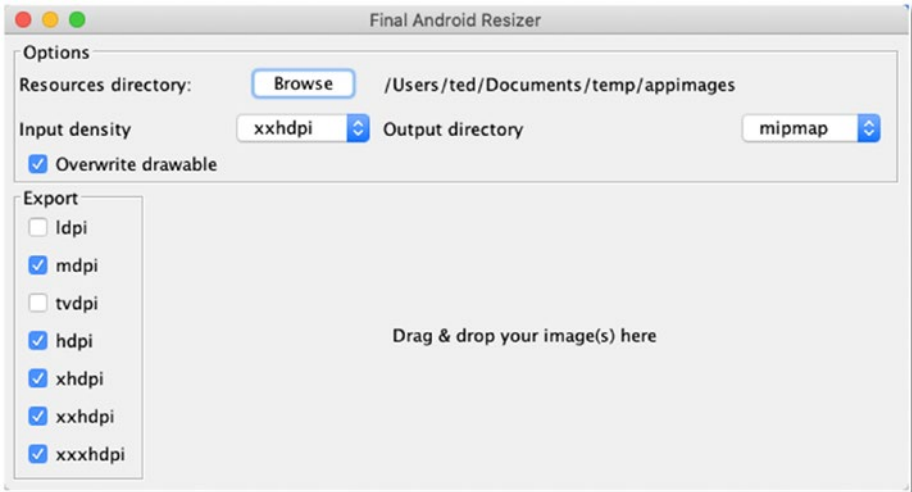 Final Android Resizer
Options
Resources directory: Browse /Users/ted/Documents/temp/appimages
Input density xxhdpi Output directory mipmap
Overwrite drawable
Export
ldpi
mdpi
tvdpi
hdpi
Drag & drop your image(s) here
xhdpi
xxhdpi
xxxhdpi